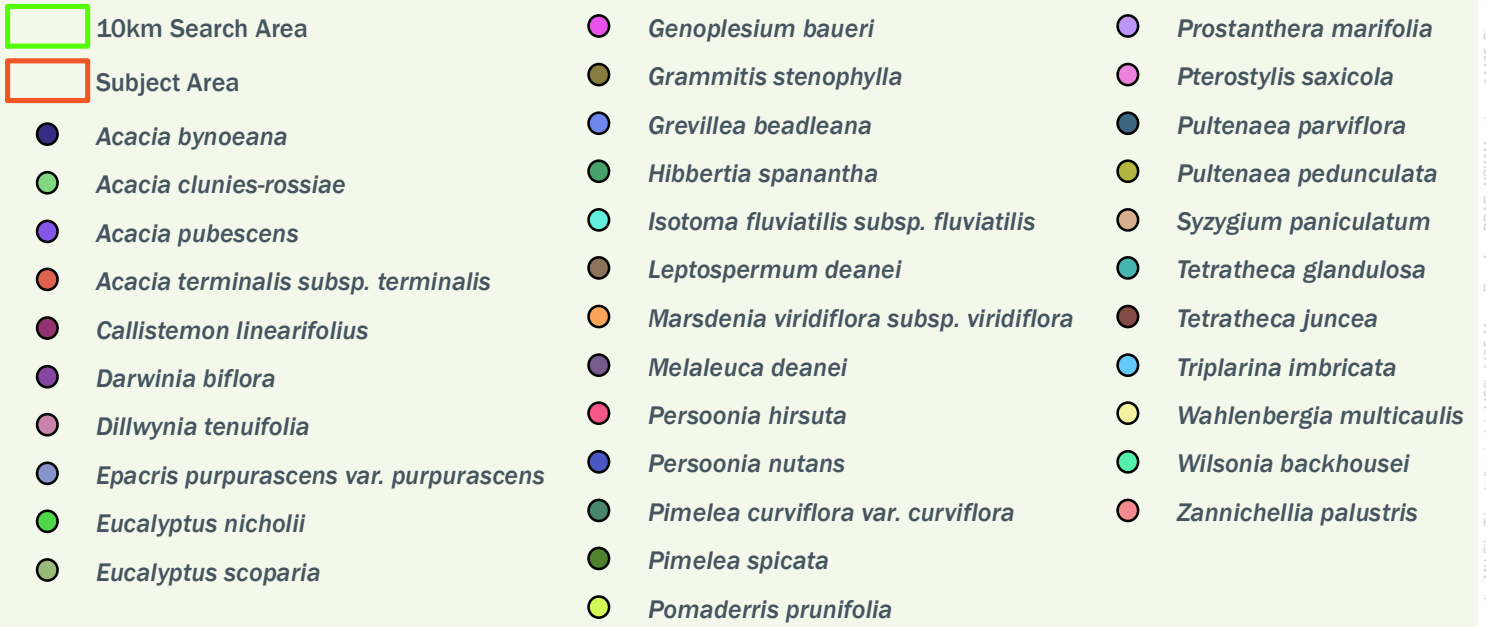 10km Search Area
Subject Area
Acacia bynoeana
Acacia clunies-rossiae
Acacia pubescens
Acacia terminalis subsp. terminalis
Callistemon linearifolius
Darwinia biflora
Dillwynia tenuifolia
Epacris purpurascens var. purpurascens
Eucalyptus nicholii
Eucalyptus scoparia
Genoplesium baueri
Grammitis stenophylla
Grevillea beadleana
Hibbertia spanantha
Isotoma fluviatilis subsp. fluviatilis
Leptospermum deanei
Marsdenia viridiflora subsp. viridiflora
Melaleuca deanei
Persoonia hirsuta
Persoonia nutans
Pimelea curviflora var. curviflora
Pimelea spicata
Pomaderris prunifolia
Prostanthera marifolia
Pterostylis saxicola
Pultenaea parviflora
Pultenaea pedunculata
Syzygium paniculatum
Tetratheca glandulosa
Tetratheca juncea
Triplarina imbricata
Wahlenbergia multicaulis
Wilsonia backhousei
Zannichellia palustris